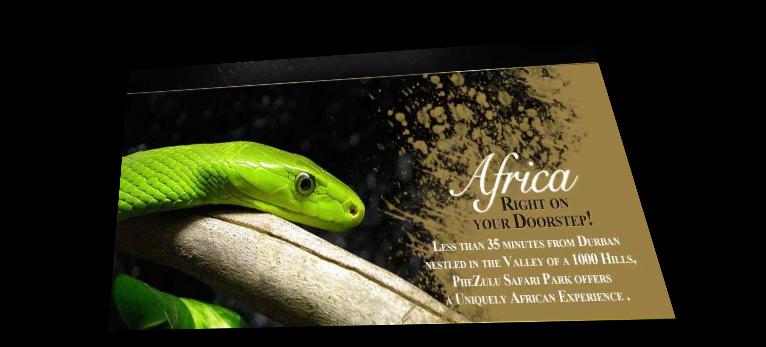 Africa
RIGHT ON
YOUR DOORSTEP!
LESS THAN 35 MINUTES FROM DURBAN
NESTLED IN THE VALLEY OF A 1000 HILLS,
PHEZULU SAFARI PARK OFFERS
A UNIQUELY AFRICAN EXPERIENCE .